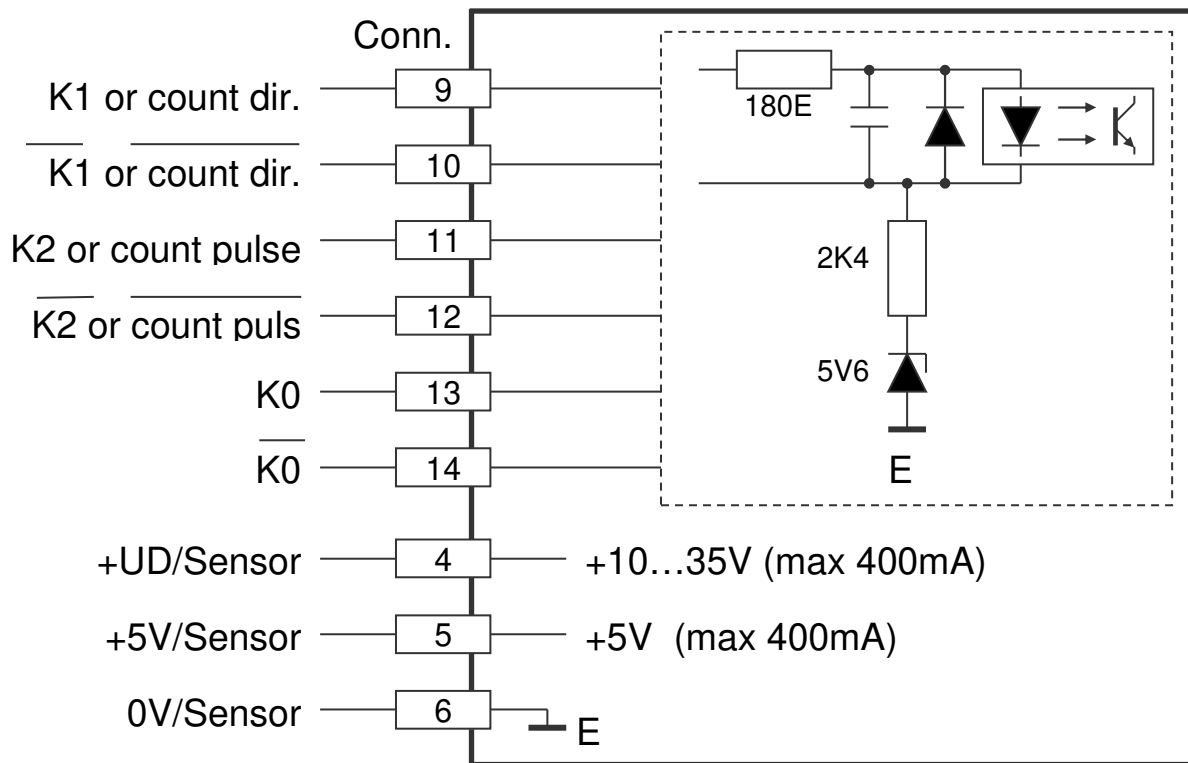 Conn.
K1 or count dir.
9
180E
K1 or count dir.
10
K2 or count pulse
11
2K4
K2 or count puls
12
5V6
K0
13
K0
14
E
+UD/Sensor
4
+10...35V (max 400mA)
+5V/Sensor
5
+5V (max 400mA)
0V/Sensor
6
E